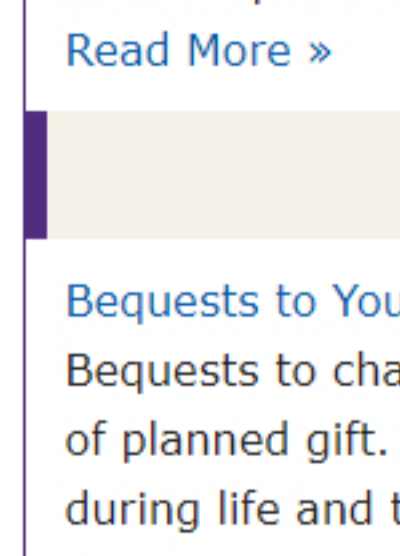 Read More »
Bequests to You
Bequests to cha
of planned gift.
during life and t